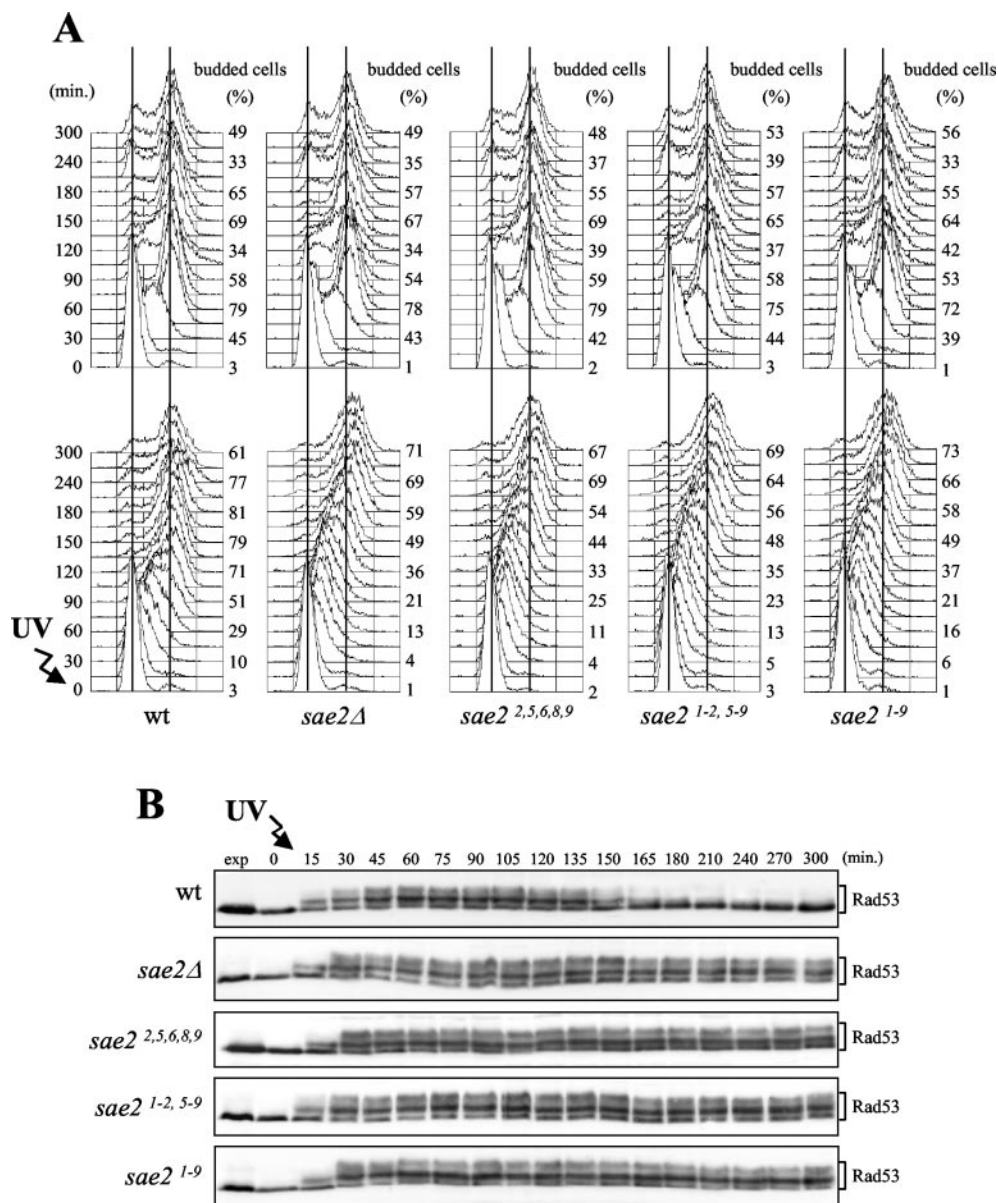 A
budded cells budded cells budded cells budded cells budded cells
(min.) (%) (%) (%) (%) (%)
300 49 49 48 53 56
240 33 35 37 39 33
180 65 57 55 57 55
150 69 67 69 65 64
120 34 34 39 37 42
90 58 54 59 58 53
60 79 78 79 75 72
30 45 43 42 44 39
0 3 1 2 3 1
300 61 71 67 69 73
240 77 69 64 66
180 81 59 54 56 58
150 79 49 44 48 49
120 71 36 33 35 37
90 51 21 25 23 21
60 29 13 11 13 16
UV
30 10 4 4 5 6
0 3 1 2 3 1
wt sae2Δ sae2 2,5,6,8,9 sae2 1-2, 5-9 sae2 1-9
B
UV
exp 0 15 30 45 60 75 90 105 120 135 150 165 180 210 240 270 300 (min.)
wt Rad53
sae2Δ Rad53
sae2 2,5,6,8,9 Rad53
sae2 1-2, 5-9 Rad53
sae2 1-9 Rad53